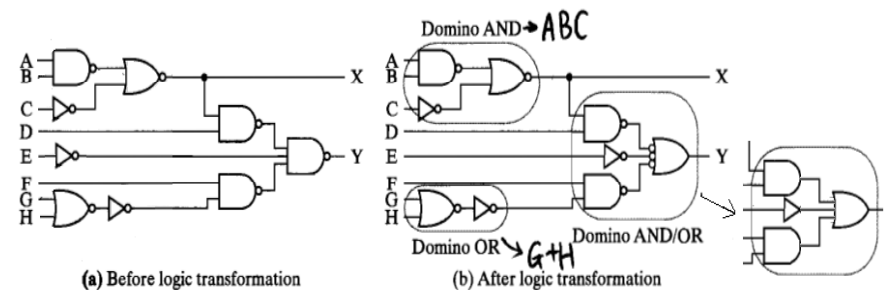 Domino AND → ABC
A
B
C
D
E
F
G
H
X
Y
A
B
C
D
E
F
G
H
X
Y
Domino OR → G+H
Domino AND/OR
(a) Before logic transformation
(b) After logic transformation